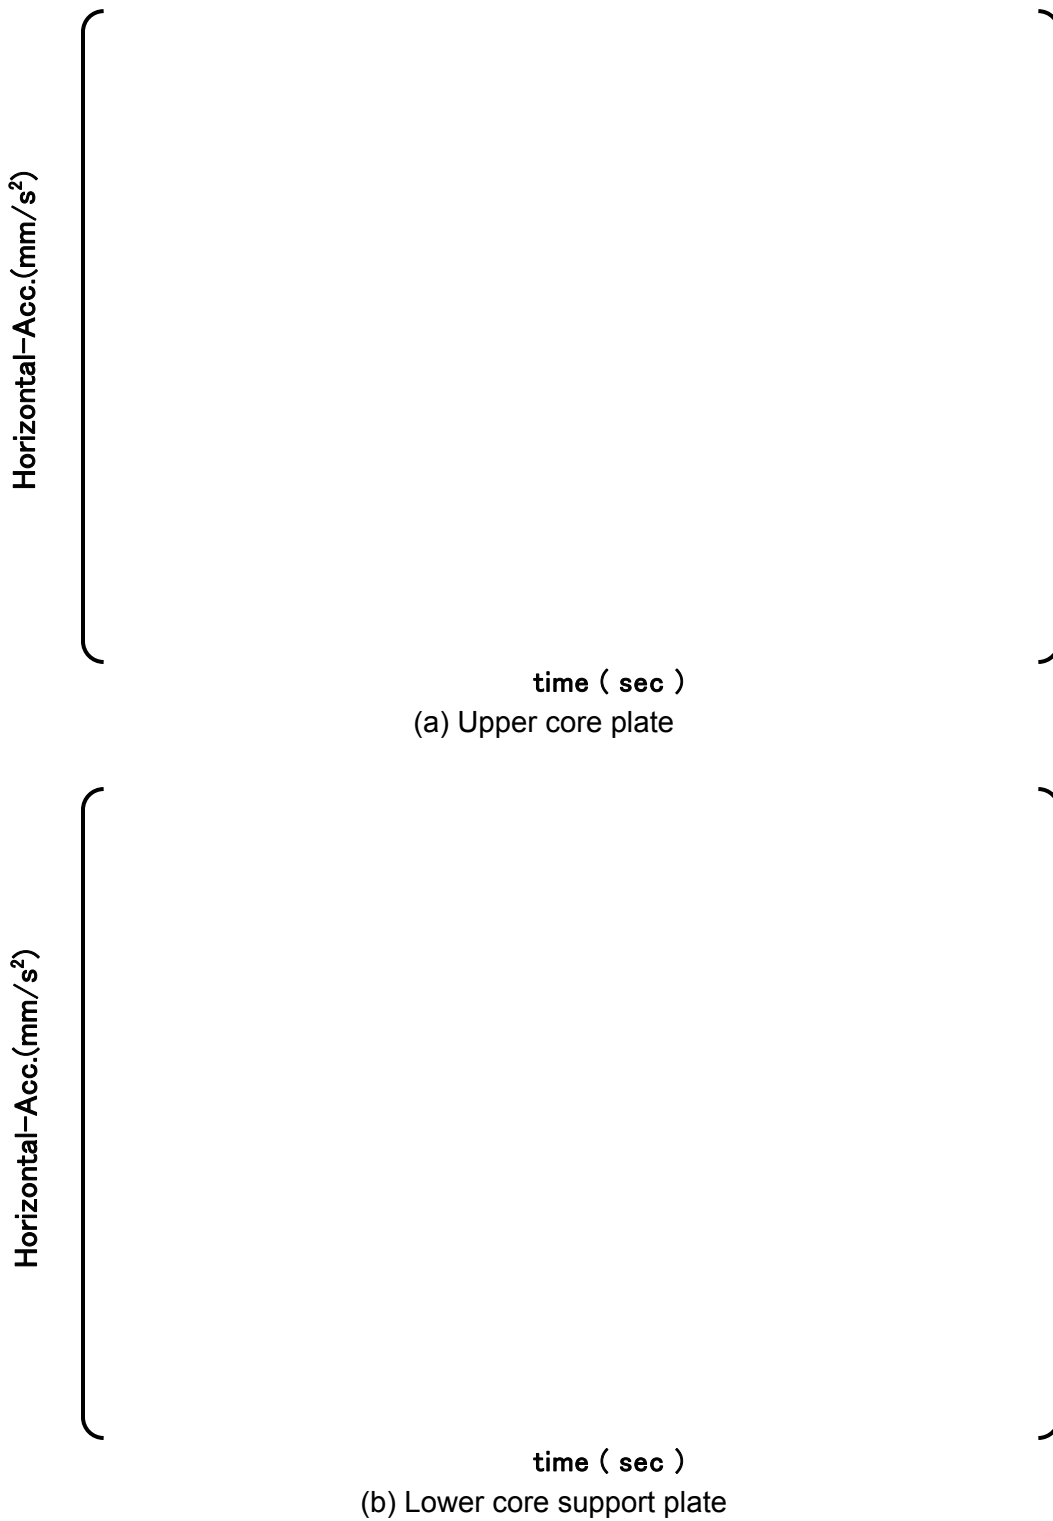 Horizontal-Acc.(mm/s²)
time ( sec )
(a) Upper core plate
Horizontal-Acc.(mm/s²)
time ( sec )
(b) Lower core support plate